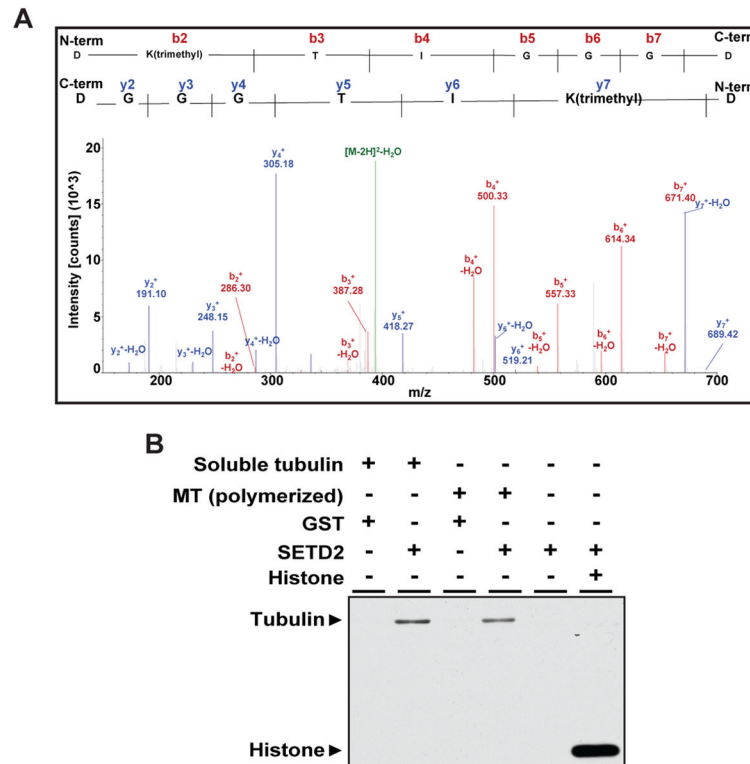 A
N-term b2 b3 b4 b5 b6 b7 C-term
D K(trimethyl) T I G G G D
C-term y2 y3 y4 y5 y6 y7 N-term
D G G G T I K(trimethyl) D
20
15
10
5
0
Intensity [counts] (10^3)
y₂⁺-H₂O
y₂⁺
191.10
y₃⁺-H₂O
y₃⁺
248.15
b₂⁺
286.30
b₂⁺
-H₂O
y₄⁺-H₂O
y₄⁺
305.18
b₃⁺
387.28
b₃⁺
-H₂O
[M-2H]²-H₂O
y₅⁺
418.27
b₄⁺
-H₂O
b₄⁺
500.33
y₆⁺-H₂O
y₆⁺
519.21
b₅⁺
-H₂O
b₅⁺
557.33
b₆⁺
-H₂O
b₆⁺
614.34
b₇⁺
-H₂O
b₇⁺
671.40
y₇⁺-H₂O
y₇⁺
689.42
200 300 400 500 600 700
m/z
B
Soluble tubulin + + - - - -
MT (polymerized) - - + + - -
GST + - + - - -
SETD2 - + - + + +
Histone - - - - - +
Tubulin
Histone